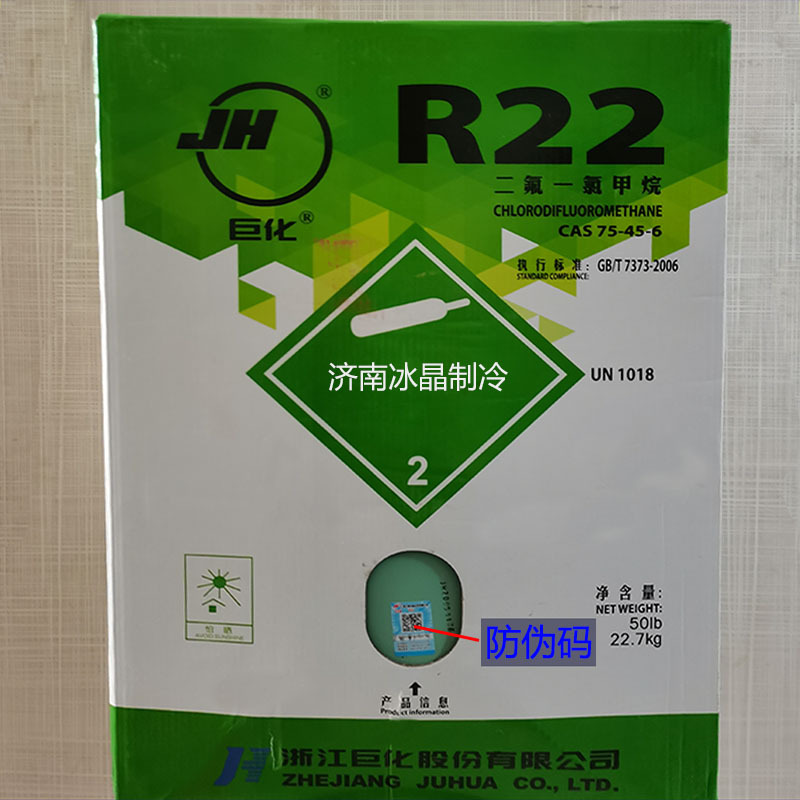 JH®
巨化®
R22
二氟一氯甲烷
CHLORODIFLUOROMETHANE
CAS 75-45-6
执行标准: GB/T 7373-2006
STANDARD COMPLIANCE:
济南冰晶制冷
UN 1018
2
怕晒
净含量:
NET WEIGHT:
50lb
22.7kg
防伪码
产品信息
Product information
JH 浙江巨化股份有限公司
ZHEJIANG JUHUA CO., LTD.